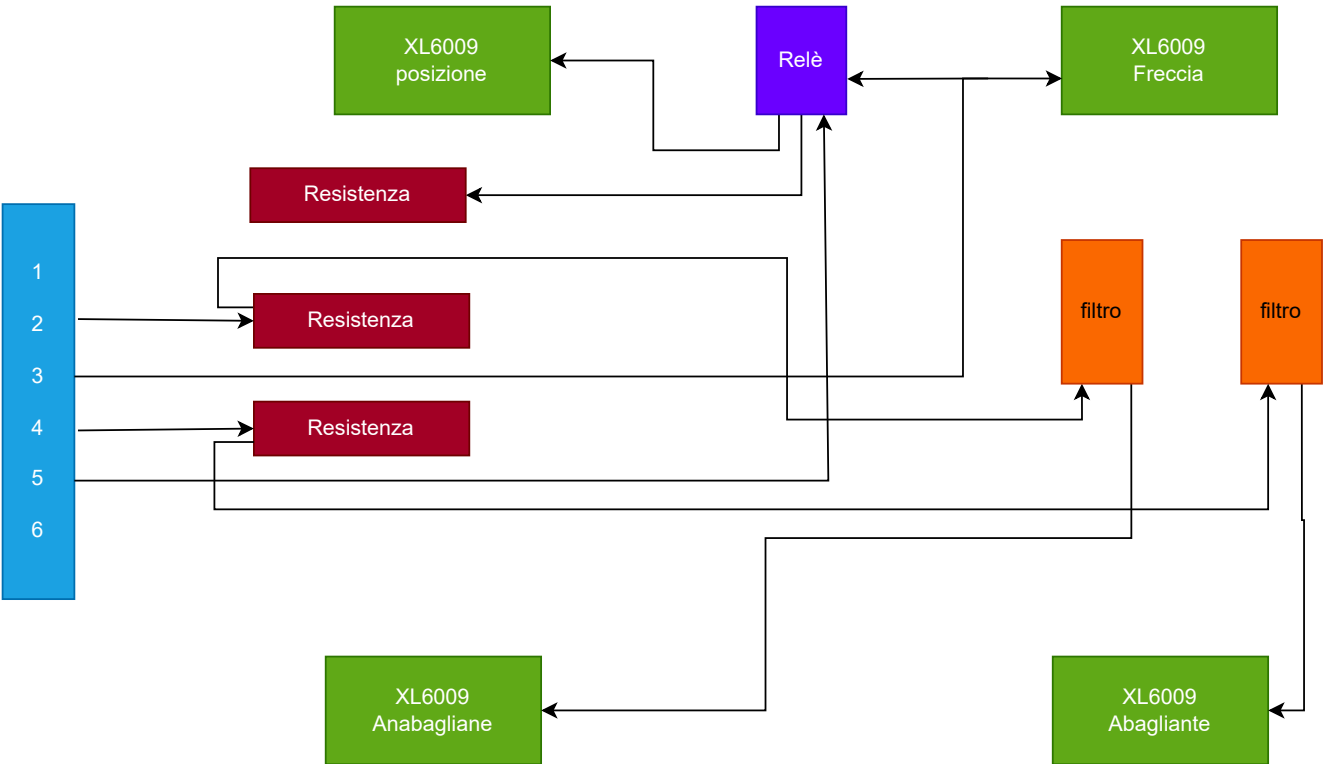 XL6009
posizione
Relè
XL6009
Freccia
Resistenza
1
2
3
4
5
6
Resistenza
Resistenza
filtro
filtro
XL6009
Anabagliane
XL6009
Abagliante